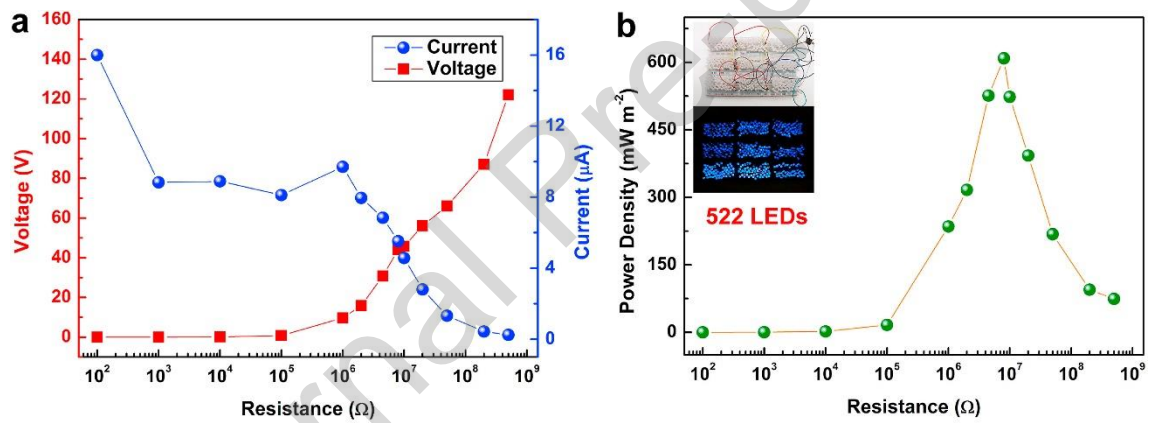 a
160
140
120
100
80
60
40
20
0
Voltage (V)
Current
Voltage
16
12
8
4
0
Current (μA)
10² 10³ 10⁴ 10⁵ 10⁶ 10⁷ 10⁸ 10⁹
Resistance (Ω)
b
600
450
300
150
0
Power Density (mW m⁻²)
522 LEDs
10² 10³ 10⁴ 10⁵ 10⁶ 10⁷ 10⁸ 10⁹
Resistance (Ω)
rnal Prep